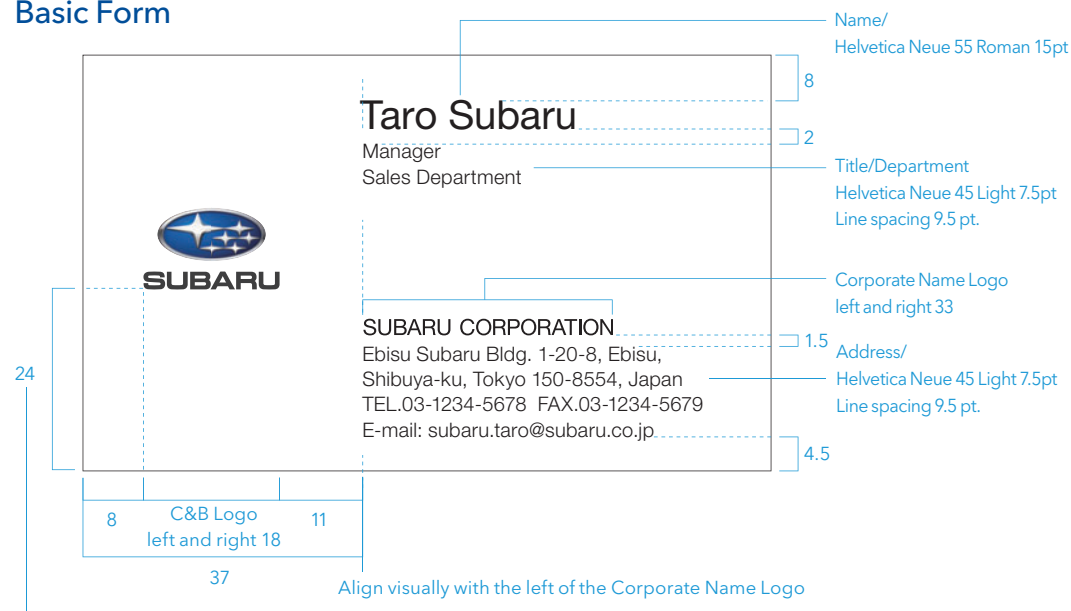 Basic Form
Name/
Helvetica Neue 55 Roman 15pt
8
Taro Subaru
2
Manager
Sales Department
Title/Department
Helvetica Neue 45 Light 7.5pt
Line spacing 9.5 pt.
SUBARU
Corporate Name Logo
left and right 33
SUBARU CORPORATION
1.5
Ebisu Subaru Bldg. 1-20-8, Ebisu,
Shibuya-ku, Tokyo 150-8554, Japan
TEL.03-1234-5678 FAX.03-1234-5679
E-mail: subaru.taro@subaru.co.jp
Address/
Helvetica Neue 45 Light 7.5pt
Line spacing 9.5 pt.
24
4.5
8
C&B Logo
left and right 18
11
37
Align visually with the left of the Corporate Name Logo